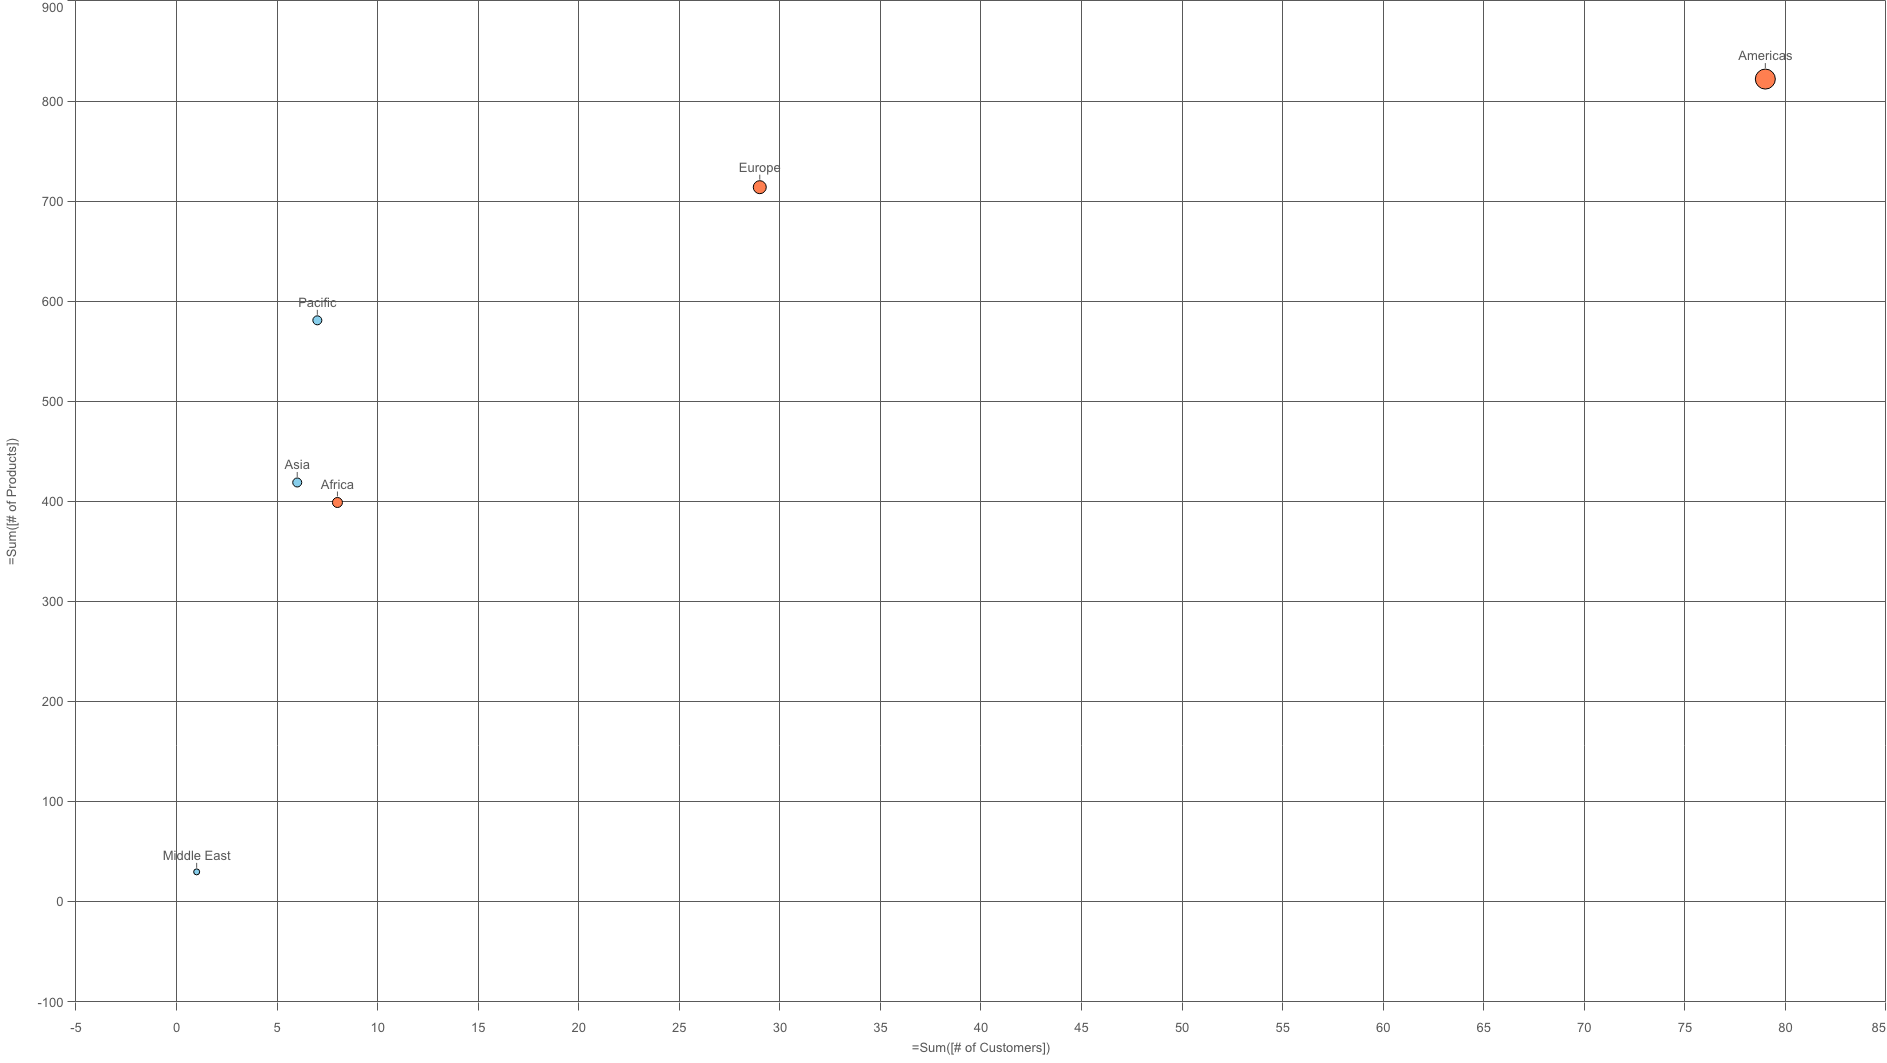 900
Americas
800
Europe
700
600
Pacific
500
Asia
Africa
400
=Sum([# of Products])
300
200
100
Middle East
0
-100
-5 0 5 10 15 20 25 30 35 40 45 50 55 60 65 70 75 80 85
=Sum([# of Customers])